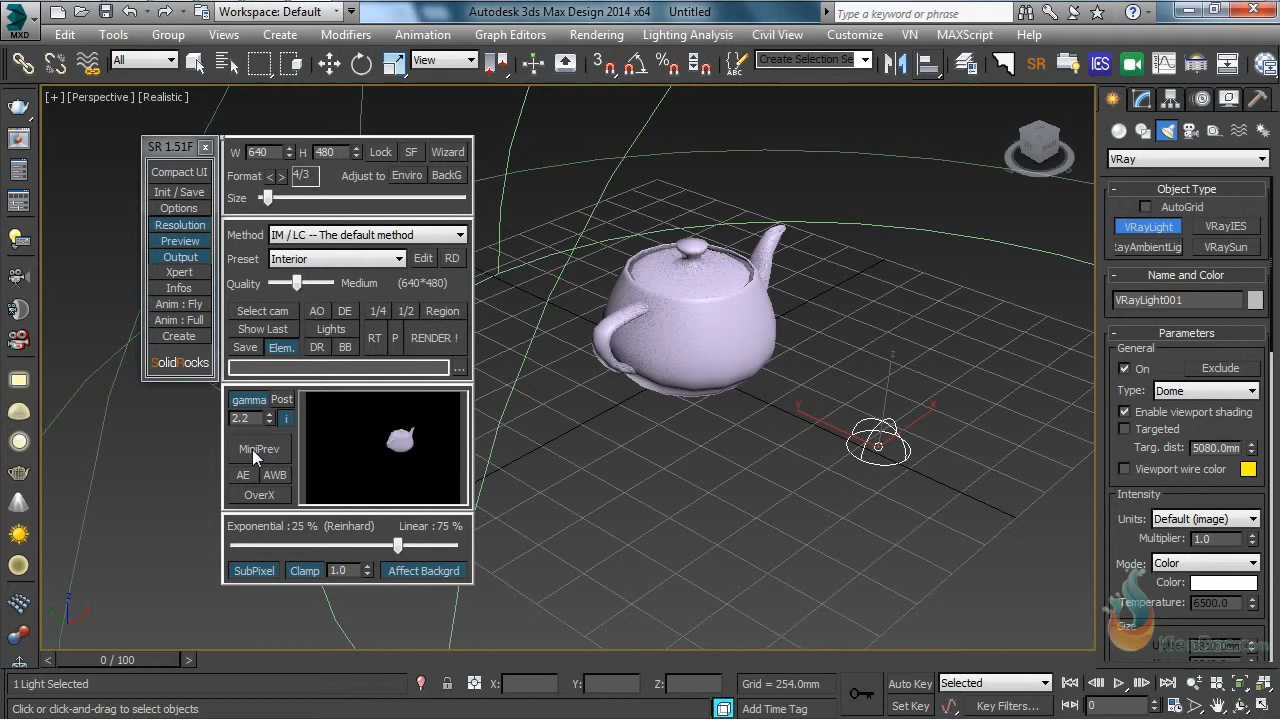 MXD
Workspace: Default
Autodesk 3ds Max Design 2014 x64 Untitled
Type a keyword or phrase
Edit Tools Group Views Create Modifiers Animation Graph Editors Rendering Lighting Analysis Civil View Customize VN MAXScript Help
All
View
3
Create Selection Se
SR
IES
[+] [Perspective] [Realistic]
SR 1.51F
Compact UI
Init / Save
Options
Resolution
Preview
Output
Xpert
Infos
Anim : Fly
Anim : Full
Create
SolidRocks
W 640 H 480 Lock SF Wizard
Format < > 4/3 Adjust to Enviro BackG
Size
Method IM / LC -- The default method
Preset Interior Edit RD
Quality Medium (640*480)
Select cam AO DE 1/4 1/2 Region
Show Last Lights RT P RENDER !
Save Elem. DR BB
...
gamma Post
2.2 i
MiniPrev
AE AWB
OverX
Exponential : 25 % (Reinhard) Linear : 75 %
SubPixel Clamp 1.0 Affect Backgrd
z
x
VRay
- Object Type
AutoGrid
VRayLight VRayIES
RayAmbientLig VRaySun
- Name and Color
VRayLight001
- Parameters
General
On Exclude
Type: Dome
Enable viewport shading
Targeted
Targ. dist: 5080.0mm
Viewport wire color
Intensity
Units: Default (image)
Multiplier: 1.0
Mode: Color
Color:
Temperature: 6500.0
Size
KienDoc.com
< 0 / 100 >
1 Light Selected
X: Y: Z: Grid = 254.0mm
Auto Key Selected
Click or click-and-drag to select objects
Add Time Tag
Set Key Key Filters...
0